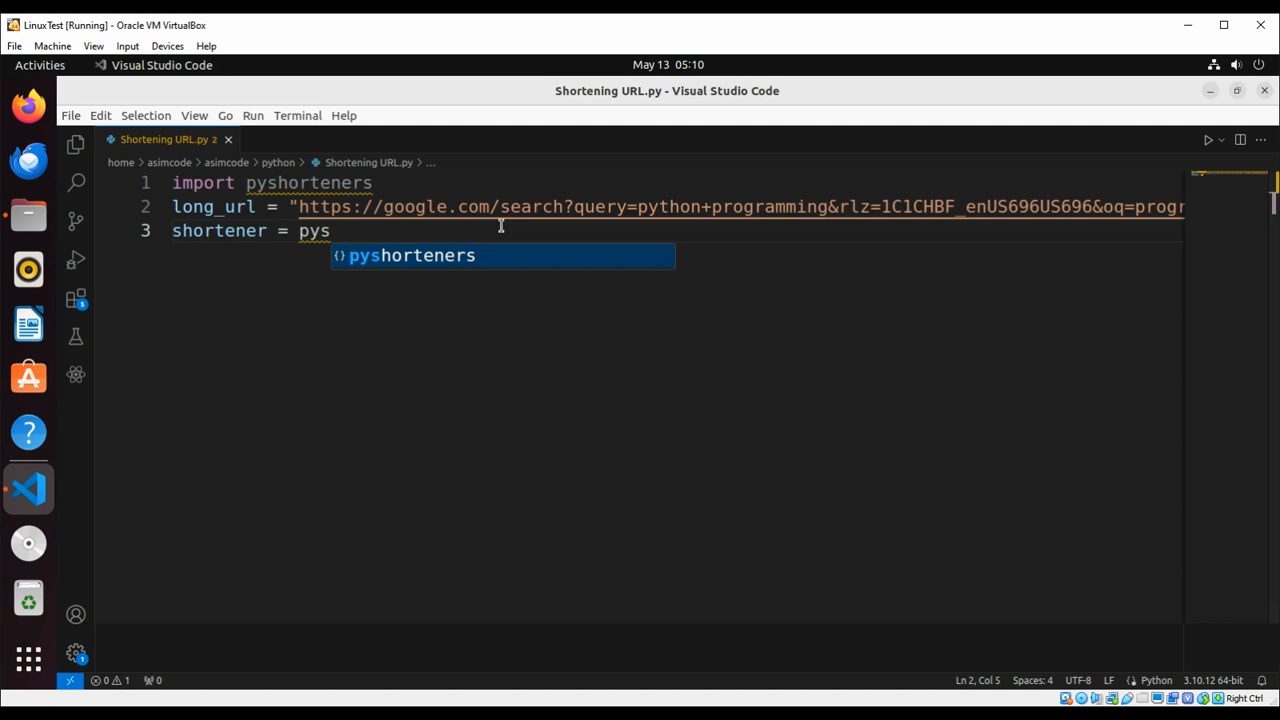 LinuxTest [Running] - Oracle VM VirtualBox
File Machine View Input Devices Help
Activities Visual Studio Code May 13 05:10
Shortening URL.py - Visual Studio Code
File Edit Selection View Go Run Terminal Help
Shortening URL.py 2
home > asimcode > asimcode > python > Shortening URL.py > ...
1 import pyshorteners
2 long_url = "https://google.com/search?query=python+programming&rlz=1C1CHBF_enUS696US696&oq=progr
3 shortener = pys
{} pyshorteners
5
1
0 1 0 Ln 2, Col 5 Spaces: 4 UTF-8 LF Python 3.10.12 64-bit
Right Ctrl